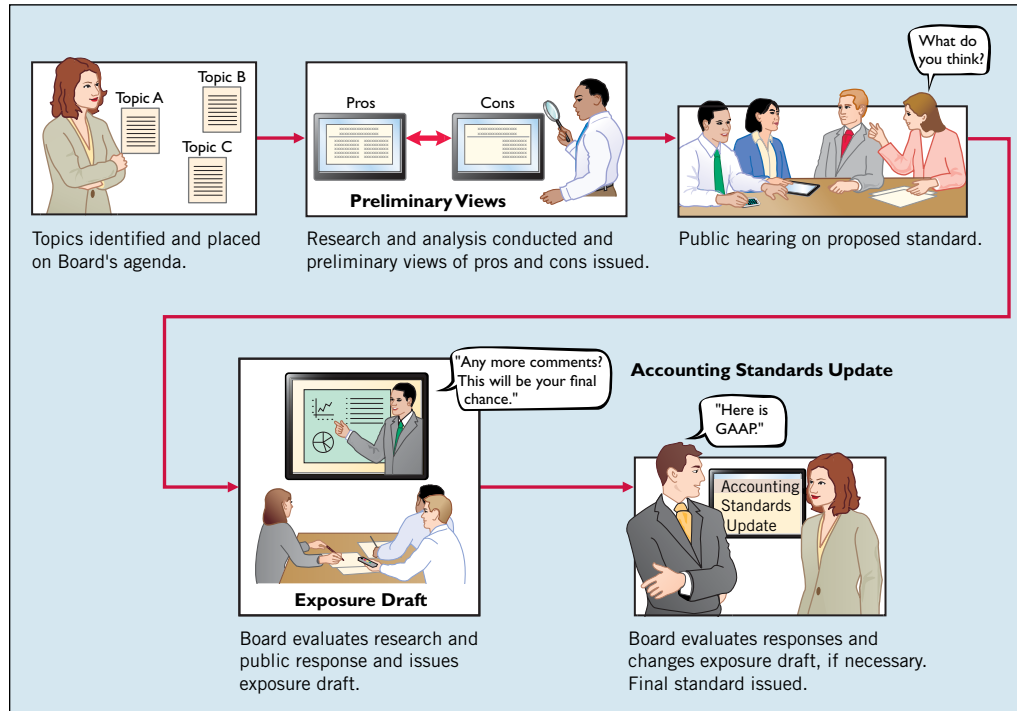 Topic A
Topic B
Topic C
Topics identified and placed
on Board's agenda.
Pros
Cons
Preliminary Views
Research and analysis conducted and
preliminary views of pros and cons issued.
What do
you think?
Public hearing on proposed standard.
"Any more comments?
This will be your final
chance."
Exposure Draft
Board evaluates research and
public response and issues
exposure draft.
Accounting Standards Update
"Here is
GAAP."
Accounting
Standards
Update
Board evaluates responses and
changes exposure draft, if necessary.
Final standard issued.